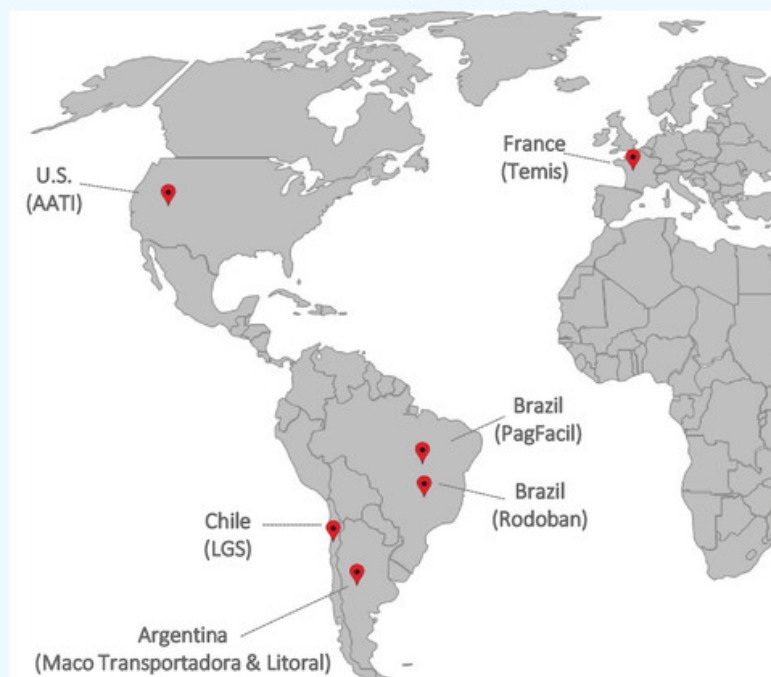 U.S.
(AATI)
France
(Temis)
Brazil
(PagFacil)
Brazil
(Rodoban)
Chile
(LGS)
Argentina
(Maco Transportadora & Litoral)